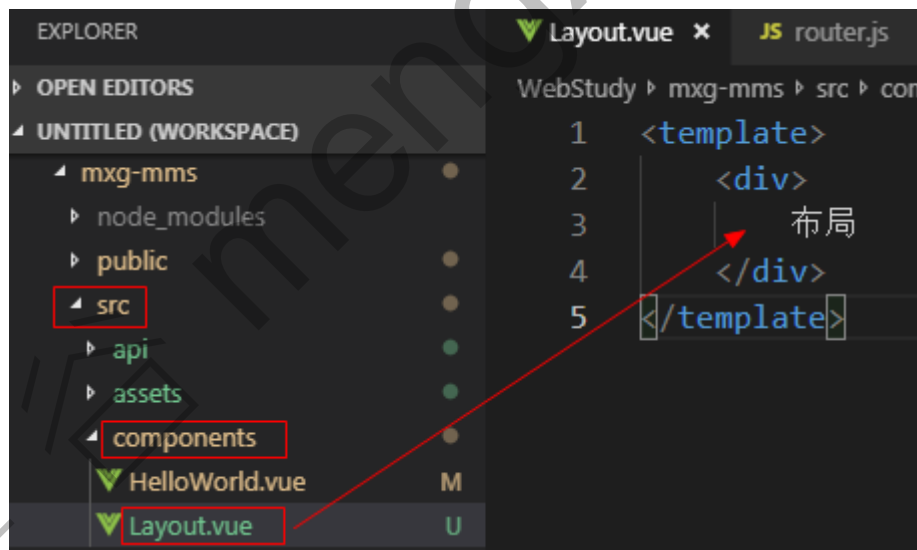 EXPLORER
OPEN EDITORS
UNTITLED (WORKSPACE)
mxg-mms
node_modules
public
src
api
assets
components
HelloWorld.vue M
Layout.vue U
Layout.vue × JS router.js
WebStudy mxg-mms src con
1 <template>
2 <div>
3 布局
4 </div>
5 </template>